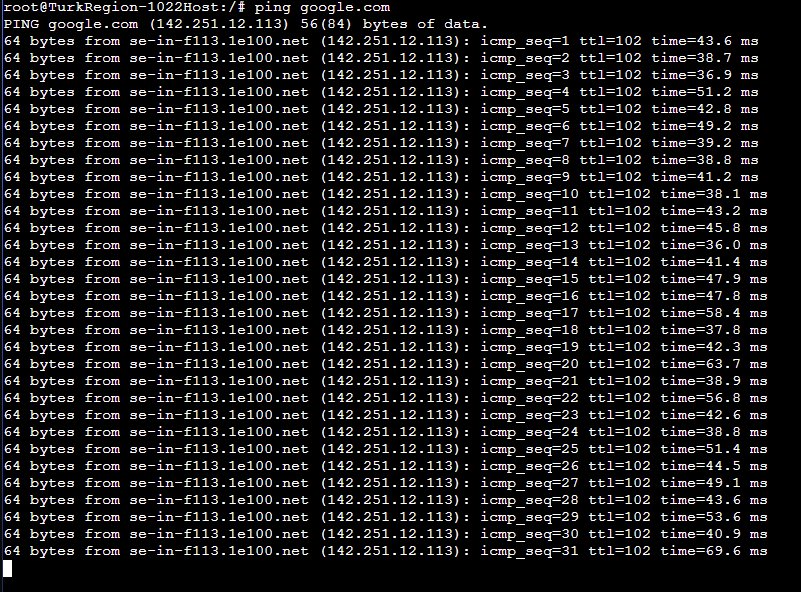 root@TurkRegion-1022Host:/# ping google.com
PING google.com (142.251.12.113) 56(84) bytes of data.
64 bytes from se-in-f113.1e100.net (142.251.12.113): icmp_seq=1 ttl=102 time=43.6 ms
64 bytes from se-in-f113.1e100.net (142.251.12.113): icmp_seq=2 ttl=102 time=38.7 ms
64 bytes from se-in-f113.1e100.net (142.251.12.113): icmp_seq=3 ttl=102 time=36.9 ms
64 bytes from se-in-f113.1e100.net (142.251.12.113): icmp_seq=4 ttl=102 time=51.2 ms
64 bytes from se-in-f113.1e100.net (142.251.12.113): icmp_seq=5 ttl=102 time=42.8 ms
64 bytes from se-in-f113.1e100.net (142.251.12.113): icmp_seq=6 ttl=102 time=49.2 ms
64 bytes from se-in-f113.1e100.net (142.251.12.113): icmp_seq=7 ttl=102 time=39.2 ms
64 bytes from se-in-f113.1e100.net (142.251.12.113): icmp_seq=8 ttl=102 time=38.8 ms
64 bytes from se-in-f113.1e100.net (142.251.12.113): icmp_seq=9 ttl=102 time=41.2 ms
64 bytes from se-in-f113.1e100.net (142.251.12.113): icmp_seq=10 ttl=102 time=38.1 ms
64 bytes from se-in-f113.1e100.net (142.251.12.113): icmp_seq=11 ttl=102 time=43.2 ms
64 bytes from se-in-f113.1e100.net (142.251.12.113): icmp_seq=12 ttl=102 time=45.8 ms
64 bytes from se-in-f113.1e100.net (142.251.12.113): icmp_seq=13 ttl=102 time=36.0 ms
64 bytes from se-in-f113.1e100.net (142.251.12.113): icmp_seq=14 ttl=102 time=41.4 ms
64 bytes from se-in-f113.1e100.net (142.251.12.113): icmp_seq=15 ttl=102 time=47.9 ms
64 bytes from se-in-f113.1e100.net (142.251.12.113): icmp_seq=16 ttl=102 time=47.8 ms
64 bytes from se-in-f113.1e100.net (142.251.12.113): icmp_seq=17 ttl=102 time=58.4 ms
64 bytes from se-in-f113.1e100.net (142.251.12.113): icmp_seq=18 ttl=102 time=37.8 ms
64 bytes from se-in-f113.1e100.net (142.251.12.113): icmp_seq=19 ttl=102 time=42.3 ms
64 bytes from se-in-f113.1e100.net (142.251.12.113): icmp_seq=20 ttl=102 time=63.7 ms
64 bytes from se-in-f113.1e100.net (142.251.12.113): icmp_seq=21 ttl=102 time=38.9 ms
64 bytes from se-in-f113.1e100.net (142.251.12.113): icmp_seq=22 ttl=102 time=56.8 ms
64 bytes from se-in-f113.1e100.net (142.251.12.113): icmp_seq=23 ttl=102 time=42.6 ms
64 bytes from se-in-f113.1e100.net (142.251.12.113): icmp_seq=24 ttl=102 time=38.8 ms
64 bytes from se-in-f113.1e100.net (142.251.12.113): icmp_seq=25 ttl=102 time=51.4 ms
64 bytes from se-in-f113.1e100.net (142.251.12.113): icmp_seq=26 ttl=102 time=44.5 ms
64 bytes from se-in-f113.1e100.net (142.251.12.113): icmp_seq=27 ttl=102 time=49.1 ms
64 bytes from se-in-f113.1e100.net (142.251.12.113): icmp_seq=28 ttl=102 time=43.6 ms
64 bytes from se-in-f113.1e100.net (142.251.12.113): icmp_seq=29 ttl=102 time=53.6 ms
64 bytes from se-in-f113.1e100.net (142.251.12.113): icmp_seq=30 ttl=102 time=40.9 ms
64 bytes from se-in-f113.1e100.net (142.251.12.113): icmp_seq=31 ttl=102 time=69.6 ms